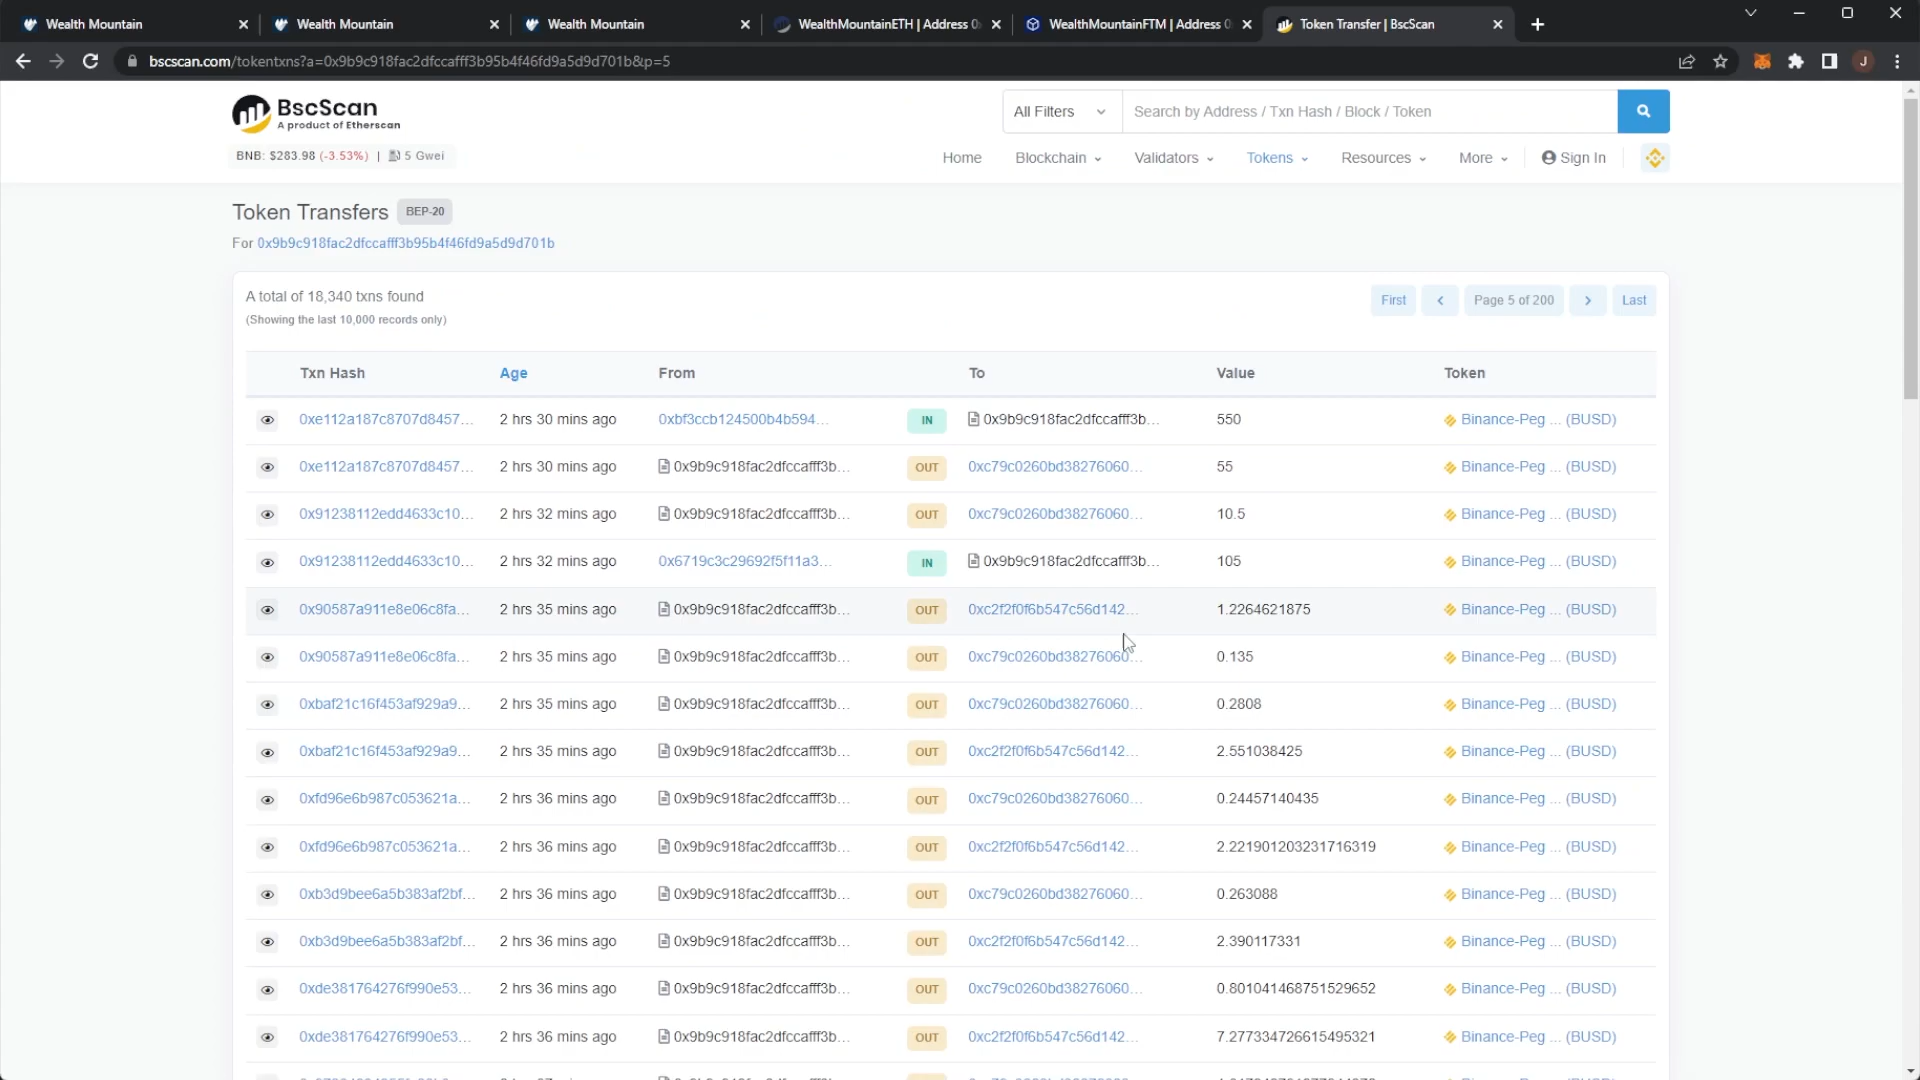 Wealth Mountain
Wealth Mountain
Wealth Mountain
WealthMountainETH | Address 0
WealthMountainFTM | Address 0
Token Transfer | BscScan
bscscan.com/tokentxns?a=0x9b9c918fac2dfccafff3b95b4f46fd9a5d9d701b&p=5
J
BscScan
A product of Etherscan
All Filters
Search by Address / Txn Hash / Block / Token
BNB: $283.98 (-3.53%) | 5 Gwei
Home Blockchain Validators Tokens Resources More Sign In
Token Transfers BEP-20
For 0x9b9c918fac2dfccafff3b95b4f46fd9a5d9d701b
A total of 18,340 txns found
(Showing the last 10,000 records only)
First Page 5 of 200 Last
Txn Hash Age From To Value Token
0xe112a187c8707d8457... 2 hrs 30 mins ago 0xbf3ccb124500b4b594... IN 0x9b9c918fac2dfccafff3b... 550 Binance-Peg ... (BUSD)
0xe112a187c8707d8457... 2 hrs 30 mins ago 0x9b9c918fac2dfccafff3b... OUT 0xc79c0260bd38276060... 55 Binance-Peg ... (BUSD)
0x91238112edd4633c10... 2 hrs 32 mins ago 0x9b9c918fac2dfccafff3b... OUT 0xc79c0260bd38276060... 10.5 Binance-Peg ... (BUSD)
0x91238112edd4633c10... 2 hrs 32 mins ago 0x6719c3c29692f5f11a3... IN 0x9b9c918fac2dfccafff3b... 105 Binance-Peg ... (BUSD)
0x90587a911e8e06c8fa... 2 hrs 35 mins ago 0x9b9c918fac2dfccafff3b... OUT 0xc2f2f0f6b547c56d142... 1.2264621875 Binance-Peg ... (BUSD)
0x90587a911e8e06c8fa... 2 hrs 35 mins ago 0x9b9c918fac2dfccafff3b... OUT 0xc79c0260bd38276060... 0.135 Binance-Peg ... (BUSD)
0xbaf21c16f453af929a9... 2 hrs 35 mins ago 0x9b9c918fac2dfccafff3b... OUT 0xc79c0260bd38276060... 0.2808 Binance-Peg ... (BUSD)
0xbaf21c16f453af929a9... 2 hrs 35 mins ago 0x9b9c918fac2dfccafff3b... OUT 0xc2f2f0f6b547c56d142... 2.551038425 Binance-Peg ... (BUSD)
0xfd96e6b987c053621a... 2 hrs 36 mins ago 0x9b9c918fac2dfccafff3b... OUT 0xc79c0260bd38276060... 0.24457140435 Binance-Peg ... (BUSD)
0xfd96e6b987c053621a... 2 hrs 36 mins ago 0x9b9c918fac2dfccafff3b... OUT 0xc2f2f0f6b547c56d142... 2.221901203231716319 Binance-Peg ... (BUSD)
0xb3d9bee6a5b383af2bf... 2 hrs 36 mins ago 0x9b9c918fac2dfccafff3b... OUT 0xc79c0260bd38276060... 0.263088 Binance-Peg ... (BUSD)
0xb3d9bee6a5b383af2bf... 2 hrs 36 mins ago 0x9b9c918fac2dfccafff3b... OUT 0xc2f2f0f6b547c56d142... 2.390117331 Binance-Peg ... (BUSD)
0xde381764276f990e53... 2 hrs 36 mins ago 0x9b9c918fac2dfccafff3b... OUT 0xc79c0260bd38276060... 0.801041468751529652 Binance-Peg ... (BUSD)
0xde381764276f990e53... 2 hrs 36 mins ago 0x9b9c918fac2dfccafff3b... OUT 0xc2f2f0f6b547c56d142... 7.277334726615495321 Binance-Peg ... (BUSD)